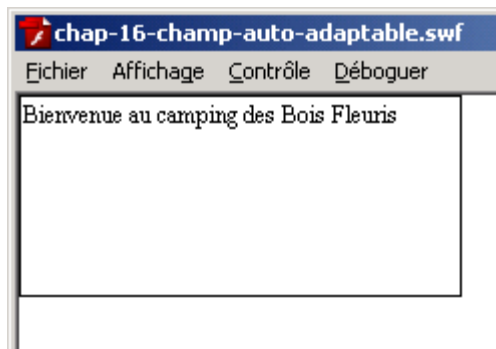 chap-16-champ-auto-adaptable.swf
Fichier Affichage Contrôle Déboguer
Bienvenue au camping des Bois Fleuris